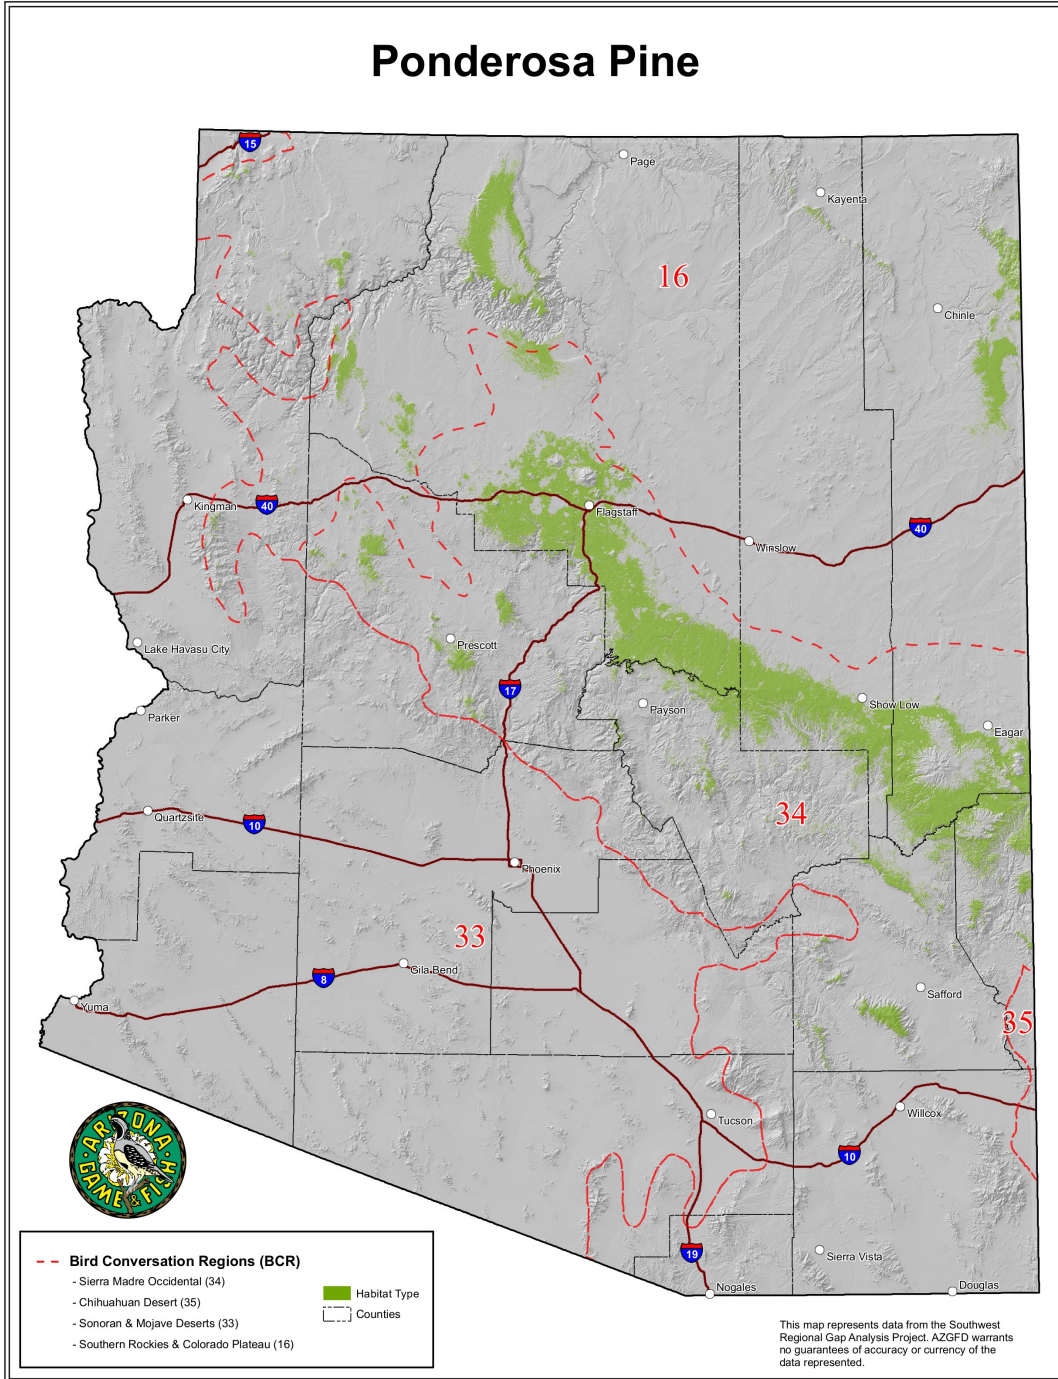 Ponderosa Pine
15
Page
Kayenta
16
Chinle
Kingman
40
Flagstaff
40
Winslow
Lake Havasu City
Prescott
17
Parker
Payson
Show Low
Eagar
Quartzsite
10
34
Phoenix
33
Gila Bend
8
Safford
Yuma
35
Tucson
Willcox
10
ARIZONA
GAME & FISH
19
Sierra Vista
Nogales
Douglas
Bird Conversation Regions (BCR)
- Sierra Madre Occidental (34)
- Chihuahuan Desert (35)
- Sonoran & Mojave Deserts (33)
- Southern Rockies & Colorado Plateau (16)
Habitat Type
Counties
This map represents data from the Southwest
Regional Gap Analysis Project. AZGFD warrants
no guarantees of accuracy or currency of the
data represented.